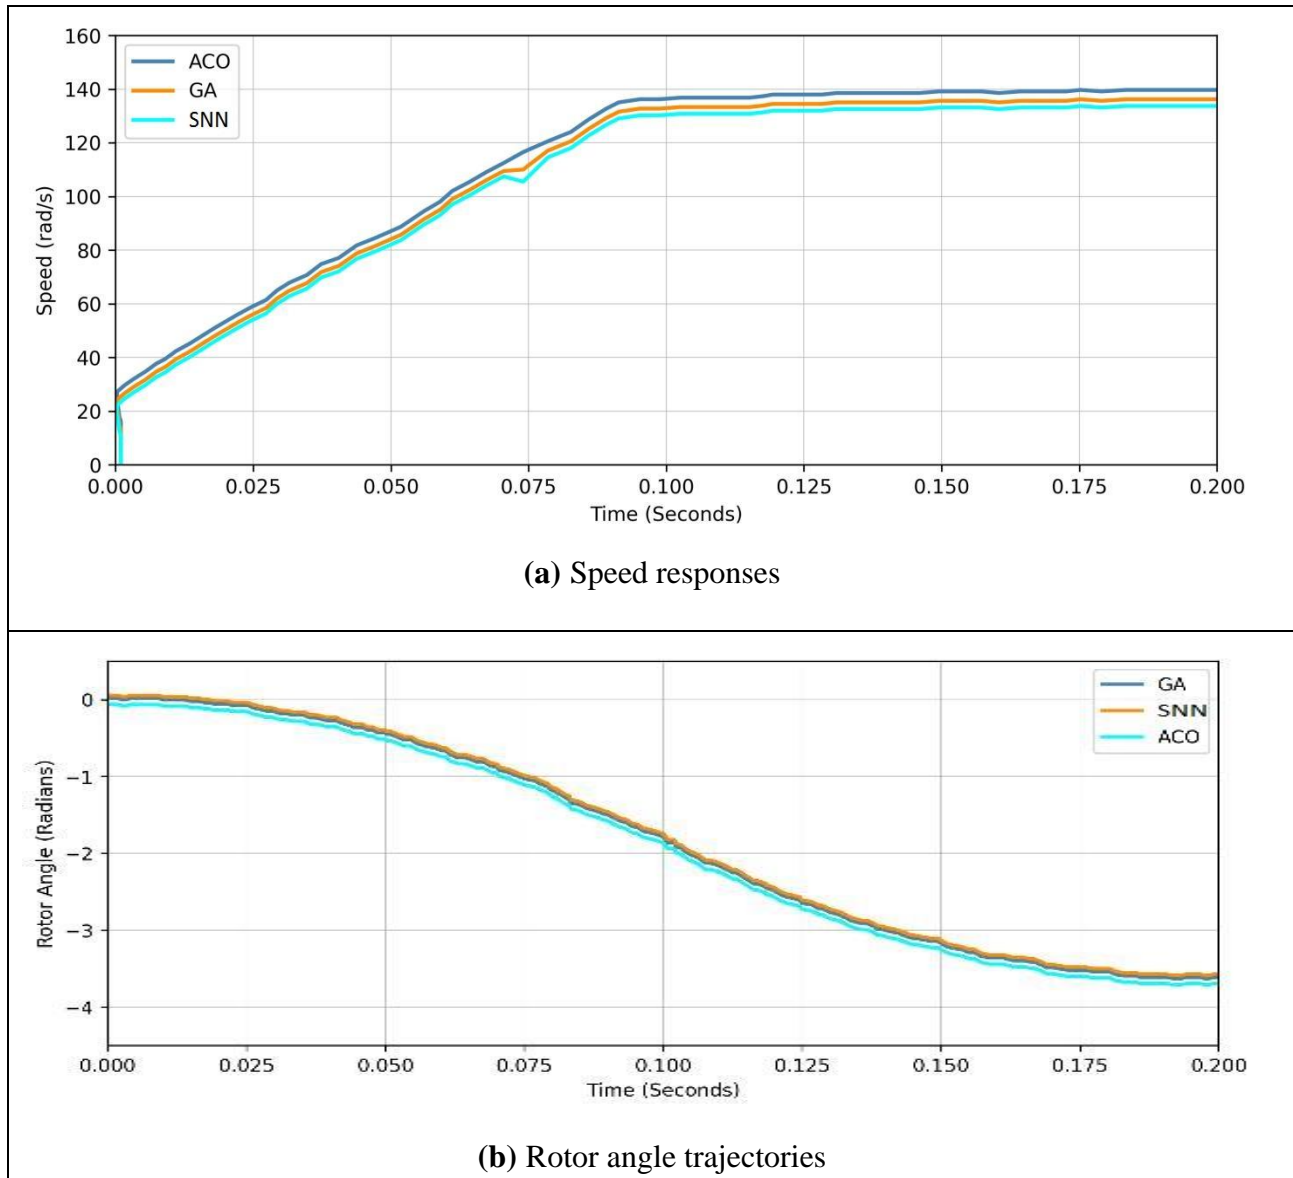 160
140
120
100
80
60
40
20
0
Speed (rad/s)
ACO
GA
SNN
0.000 0.025 0.050 0.075 0.100 0.125 0.150 0.175 0.200
Time (Seconds)
(a) Speed responses
0
−1
−2
−3
−4
Rotor Angle (Radians)
GA
SNN
ACO
0.000 0.025 0.050 0.075 0.100 0.125 0.150 0.175 0.200
Time (Seconds)
(b) Rotor angle trajectories